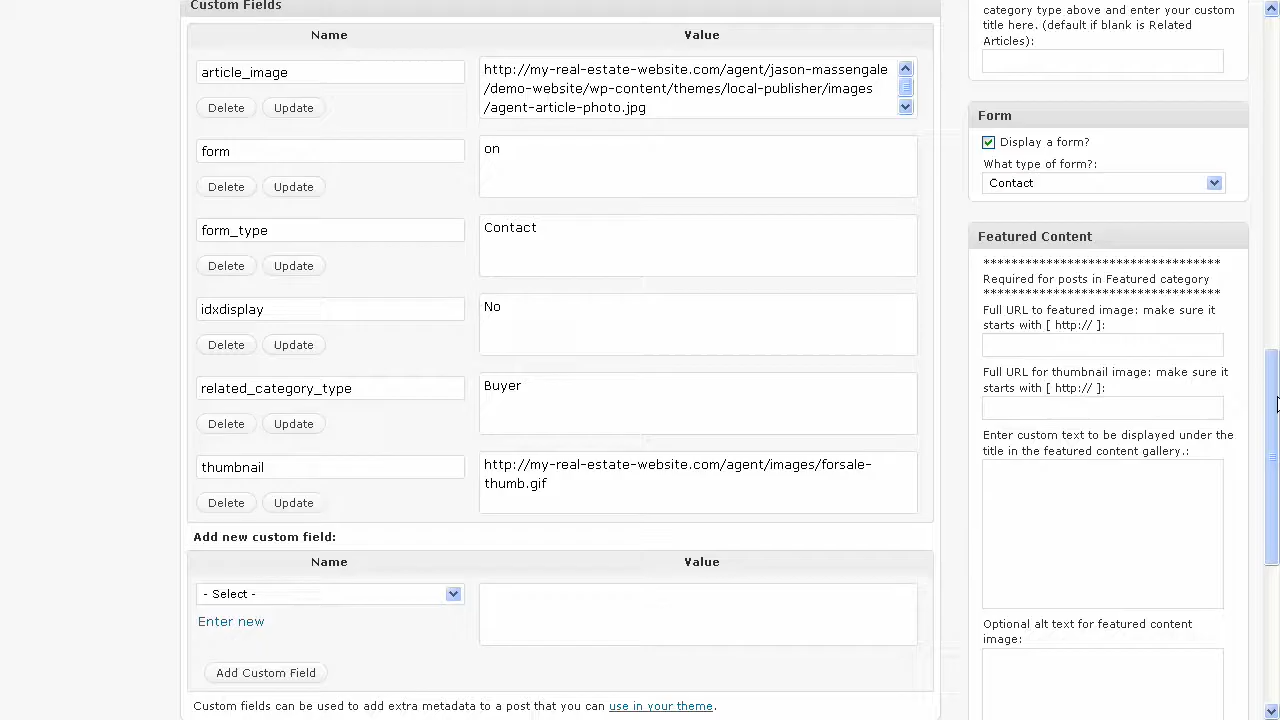 Custom Fields
Name Value
article_image
http://my-real-estate-website.com/agent/jason-massengale
/demo-website/wp-content/themes/local-publisher/images
/agent-article-photo.jpg
Delete Update
form
on
Delete Update
form_type
Contact
Delete Update
idxdisplay
No
Delete Update
related_category_type
Buyer
Delete Update
thumbnail
http://my-real-estate-website.com/agent/images/forsale-
thumb.gif
Delete Update
Add new custom field:
Name Value
- Select -
Enter new
Add Custom Field
Custom fields can be used to add extra metadata to a post that you can use in your theme.
category type above and enter your custom
title here. (default if blank is Related
Articles):
Form
Display a form?
What type of form?:
Contact
Featured Content
**********************************
Required for posts in Featured category
**********************************
Full URL to featured image: make sure it
starts with [ http:// ]:
Full URL for thumbnail image: make sure it
starts with [ http:// ]:
Enter custom text to be displayed under the
title in the featured content gallery :
Optional alt text for featured content
image: